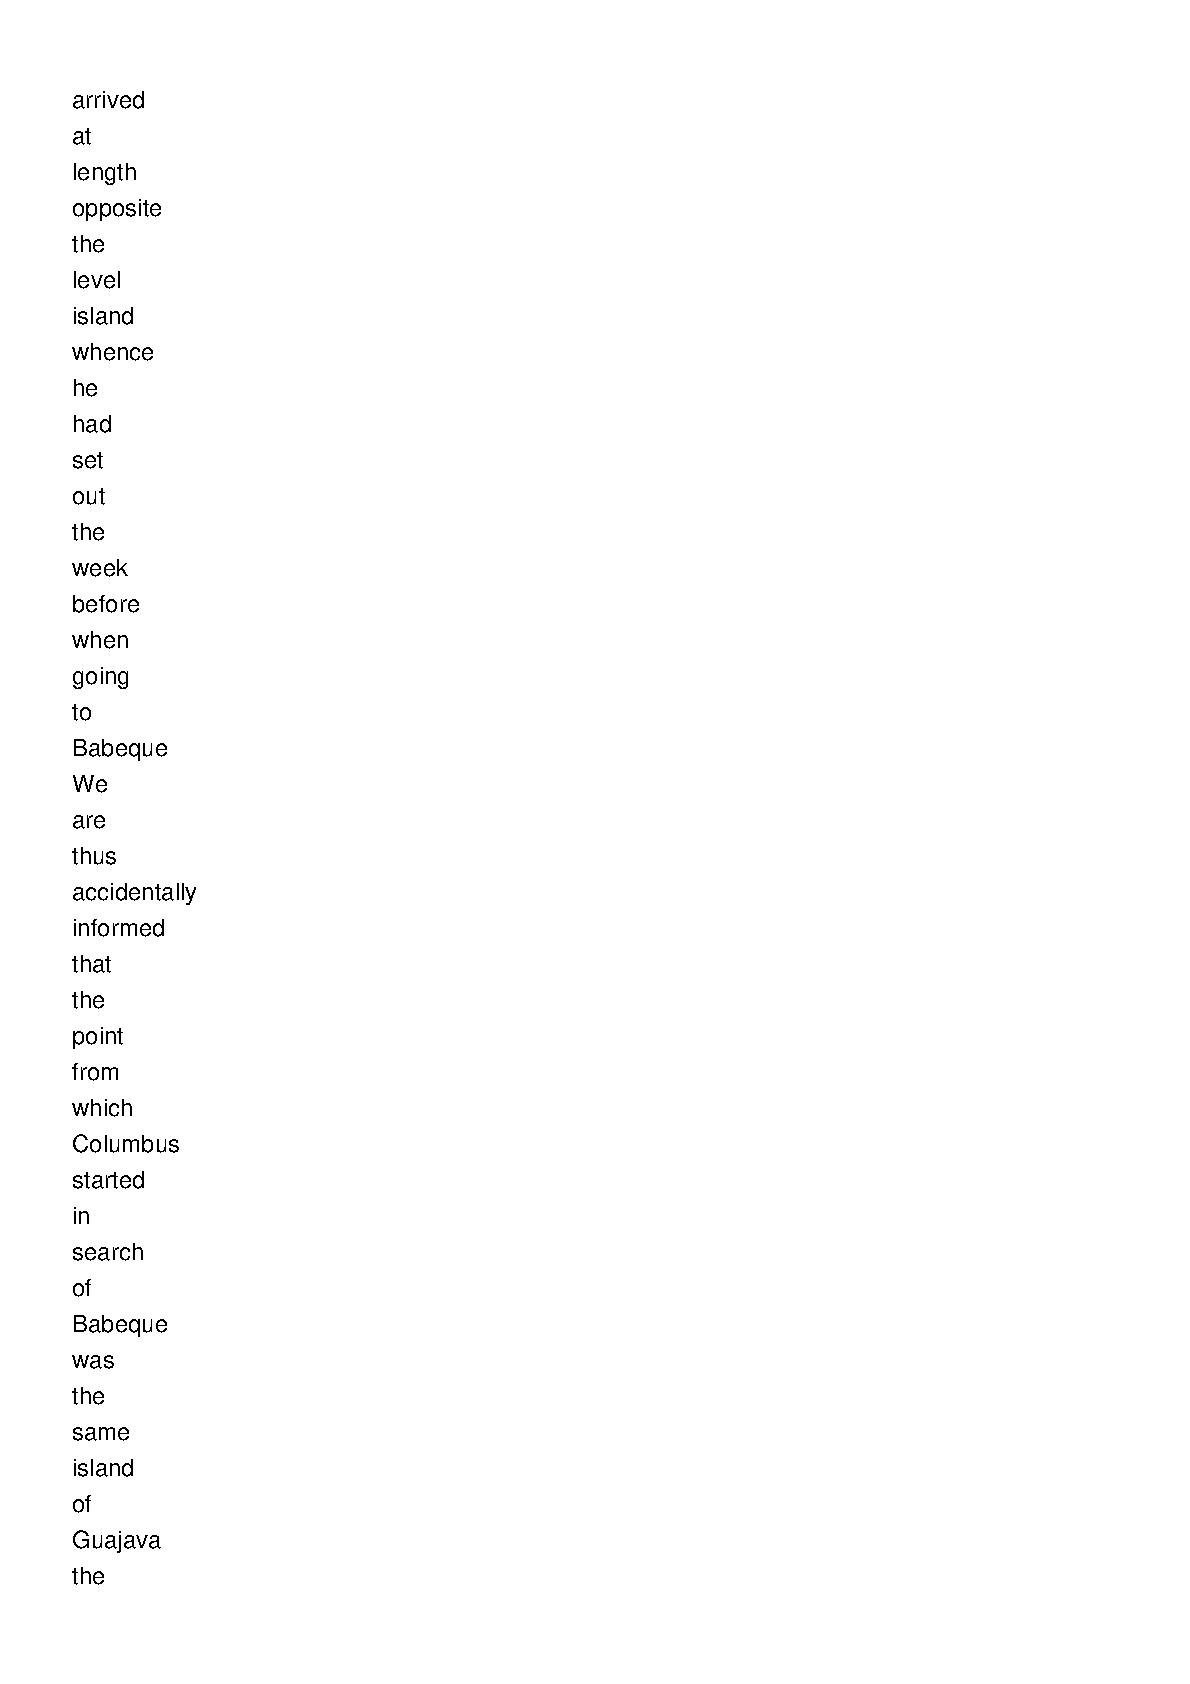 arrived
at
length
opposite
the
level
island
whence
he
had
set
out
the
week
before
when
going
to
Babeque
We
are
thus
accidentally
informed
that
the
point
from
which
Columbus
started
in
search
of
Babeque
was
the
same
island
of
Guajava
the